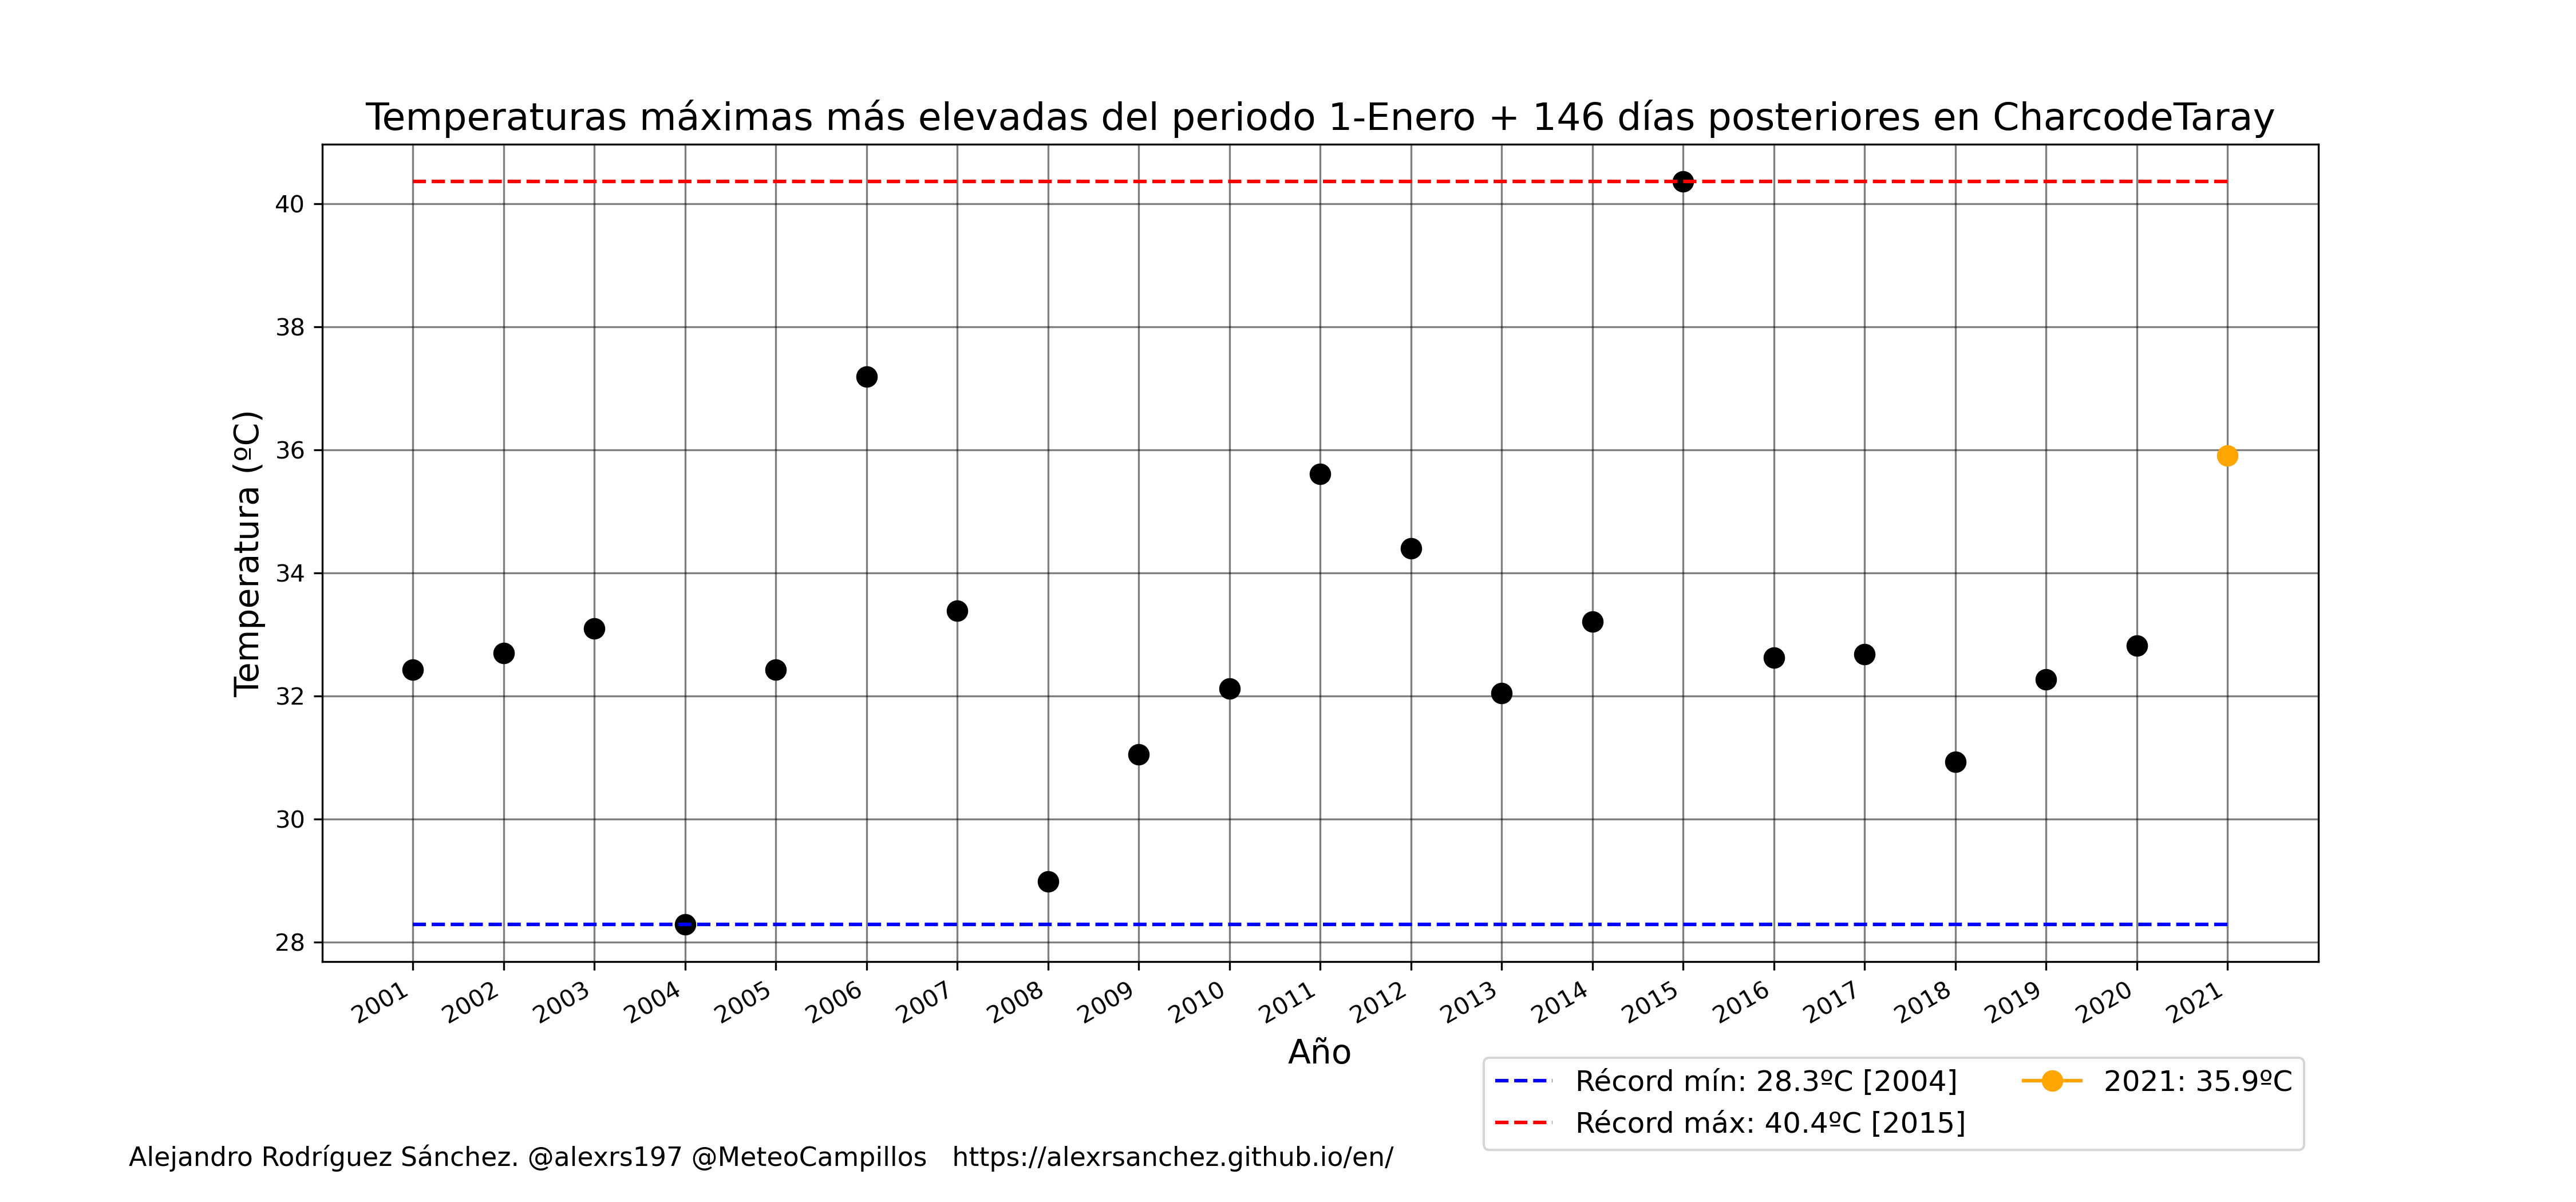 Temperaturas máximas más elevadas del periodo 1-Enero + 146 días posteriores en CharcodeTaray
Temperatura (ºC)
40
38
36
34
32
30
28
2001 2002 2003 2004 2005 2006 2007 2008 2009 2010 2011 2012 2013 2014 2015 2016 2017 2018 2019 2020 2021
Año
Récord mín: 28.3ºC [2004]
Récord máx: 40.4ºC [2015]
2021: 35.9ºC
Alejandro Rodríguez Sánchez. @alexrs197 @MeteoCampillos https://alexrsanchez.github.io/en/